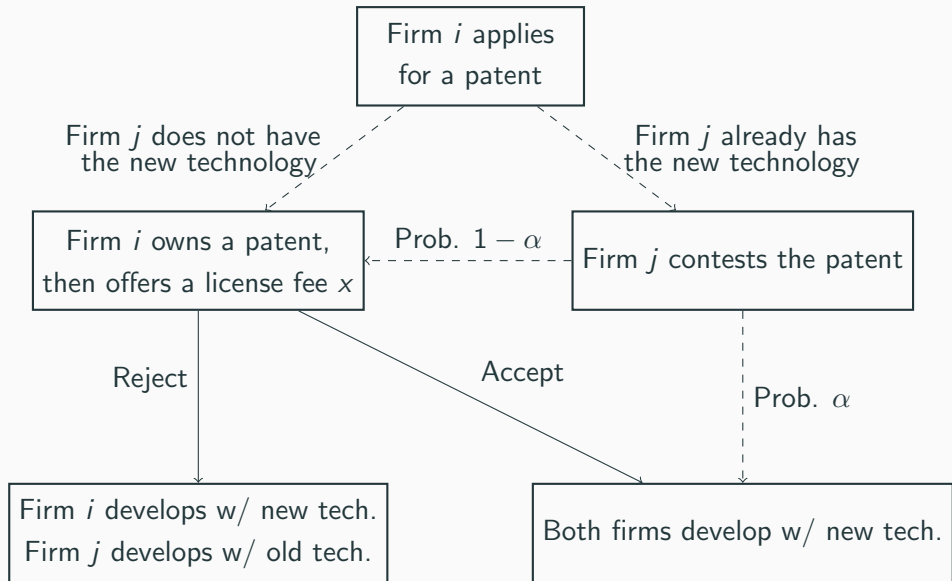 Firm i applies
for a patent
Firm j does not have
the new technology
Firm j already has
the new technology
Firm i owns a patent,
then offers a license fee x
Prob. 1 − α
Firm j contests the patent
Reject
Accept
Prob. α
Firm i develops w/ new tech.
Firm j develops w/ old tech.
Both firms develop w/ new tech.